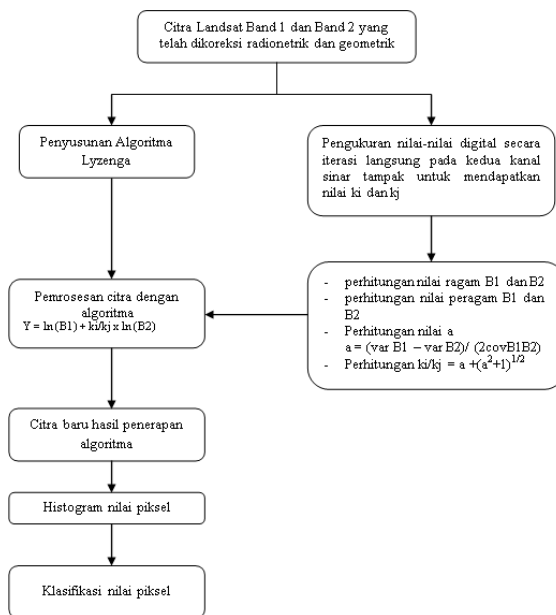 Citra Landsat Band 1 dan Band 2 yang
telah dikoreksi radionetrik dan geometrik
Penyusunan Algoritma
Lyzenga
Pengukuran nilai-nilai digital secara
iterasi langsung pada kedua kanal
sinar tampak untuk mendapatkan
nilai ki dan kj
Pemrosesan citra dengan
algoritma
Y = ln (B1) + ki/kj x ln (B2)
- perhitungan nilai ragam B1 dan B2
- perhitungan nilai peragam B1 dan
B2
- Perhitungan nilai a
a = (var B1 – var B2)/ (2covB1B2)
- Perhitungan ki/kj = a +(a²+1)^1/2
Citra baru hasil penerapan
algoritma
Histogram nilai piksel
Klasifikasi nilai piksel